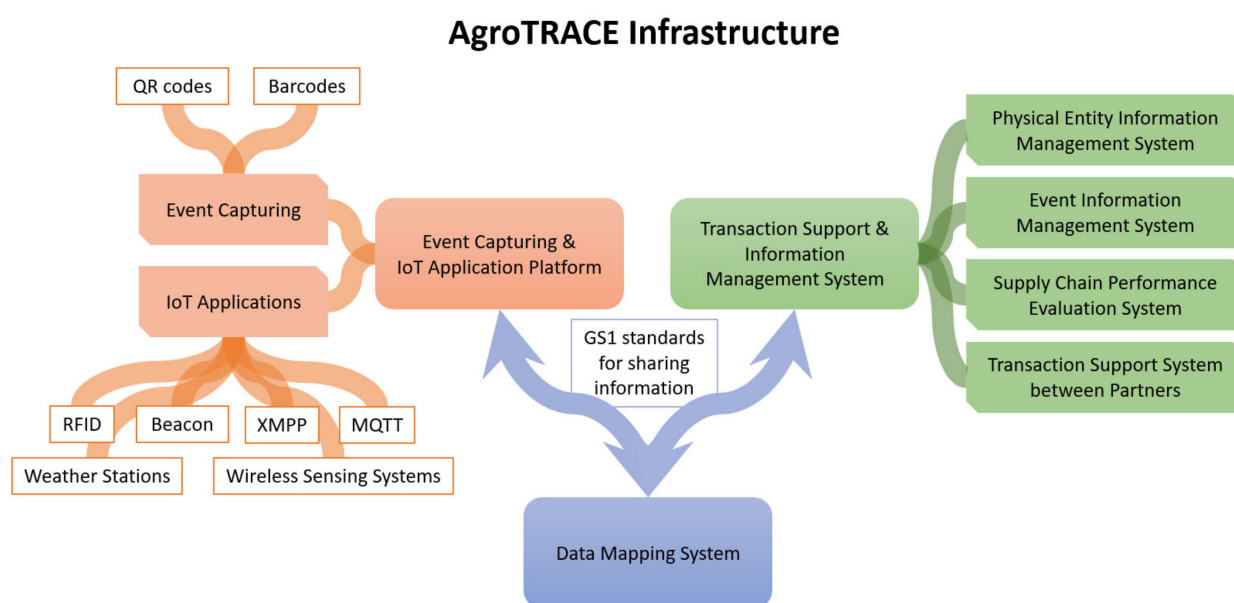 AgroTRACE Infrastructure
QR codes
Barcodes
Event Capturing
IoT Applications
RFID
Beacon
XMPP
MQTT
Weather Stations
Wireless Sensing Systems
Event Capturing &
IoT Application Platform
GS1 standards
for sharing
information
Data Mapping System
Transaction Support &
Information
Management System
Physical Entity Information
Management System
Event Information
Management System
Supply Chain Performance
Evaluation System
Transaction Support System
between Partners